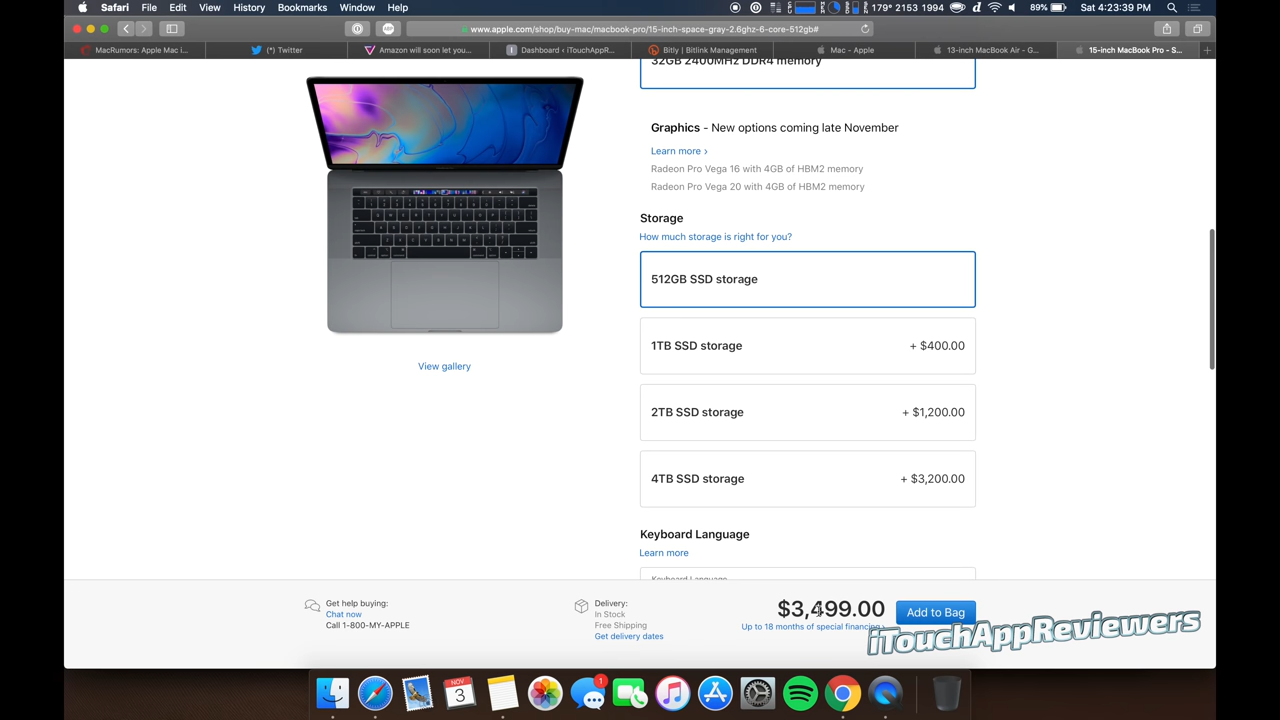 Safari File Edit View History Bookmarks Window Help
179° 2153 1994 89% Sat 4:23:39 PM
www.apple.com/shop/buy-mac/macbook-pro/15-inch-space-gray-2.6ghz-6-core-512gb#
MacRumors: Apple Mac i... (*) Twitter Amazon will soon let you... Dashboard ‹ iTouchAppR... Bitly | Bitlink Management Mac - Apple 13-inch MacBook Air - G... 15-inch MacBook Pro - S...
32GB 2400MHz DDR4 memory
Graphics - New options coming late November
Learn more ›
Radeon Pro Vega 16 with 4GB of HBM2 memory
Radeon Pro Vega 20 with 4GB of HBM2 memory
Storage
How much storage is right for you?
512GB SSD storage
1TB SSD storage + $400.00
2TB SSD storage + $1,200.00
4TB SSD storage + $3,200.00
View gallery
Keyboard Language
Learn more
Keyboard Language
Get help buying:
Chat now
Call 1-800-MY-APPLE
Delivery:
In Stock
Free Shipping
Get delivery dates
$3,499.00
Up to 18 months of special financing
Add to Bag
iTouchAppReviewers
NOV
3
1